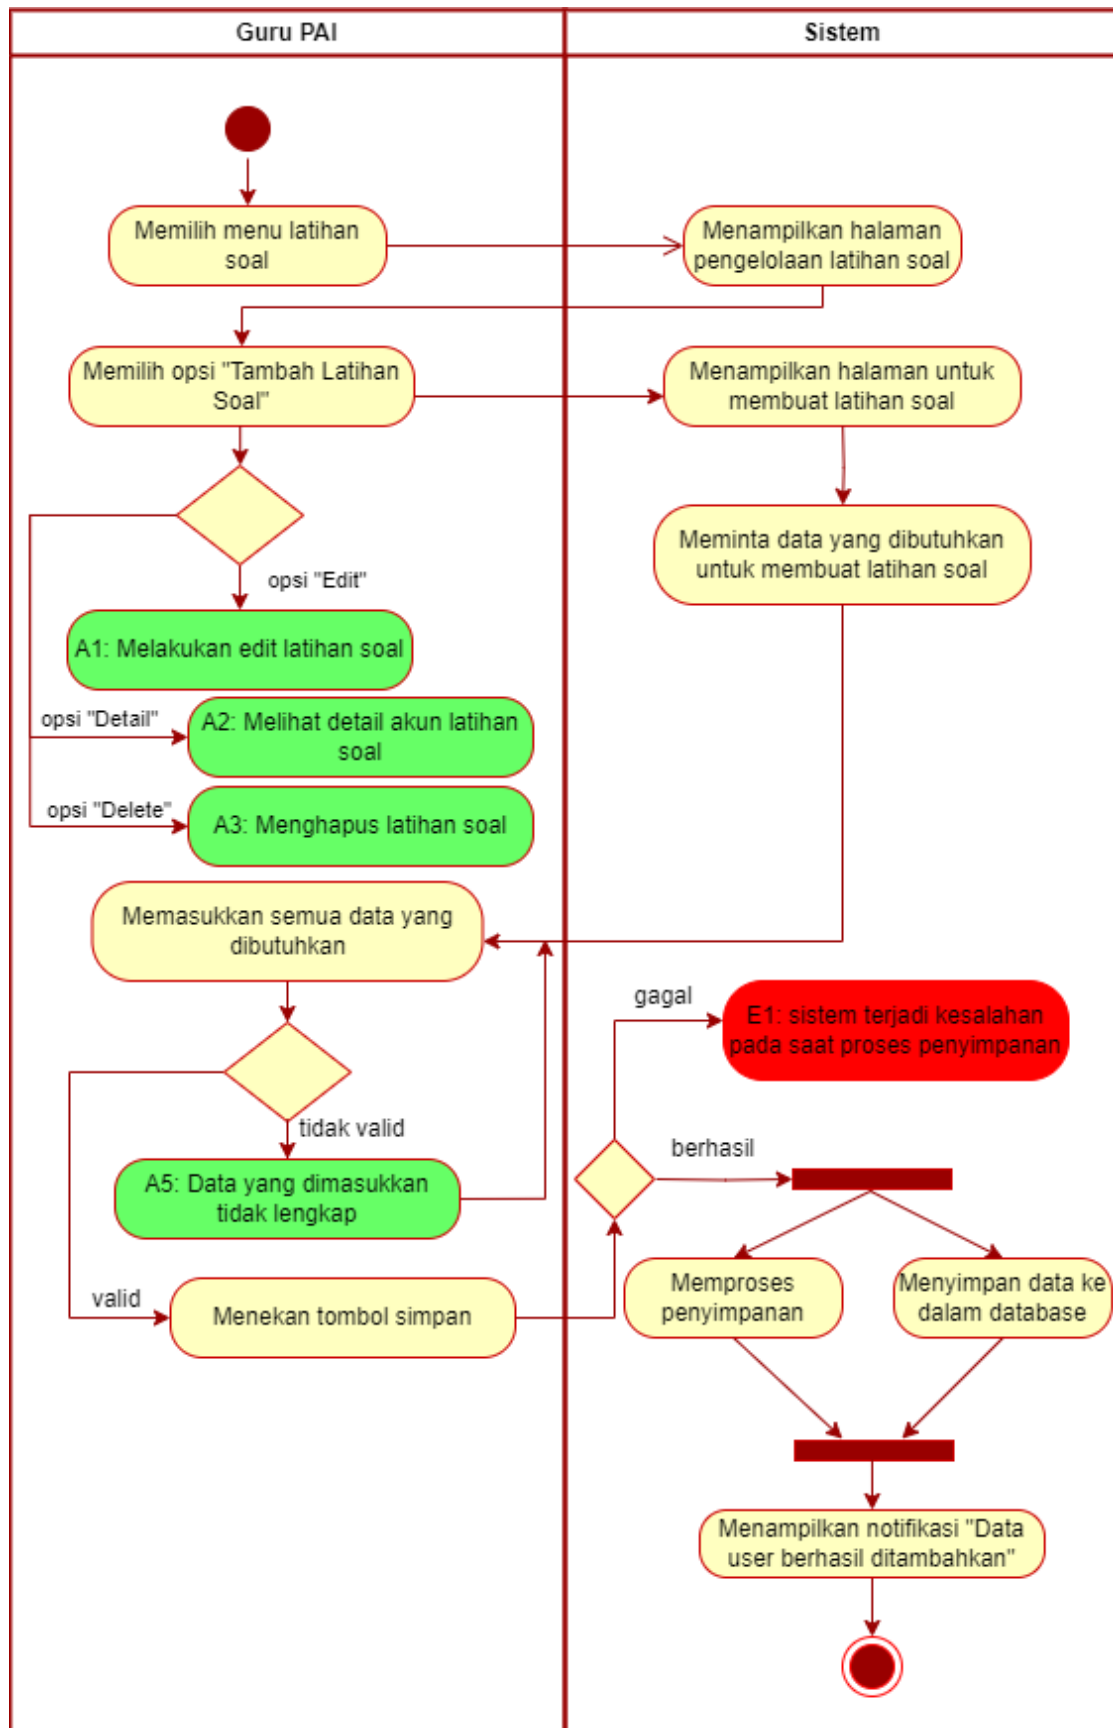 Guru PAI
Sistem
Memilih menu latihan
soal
Menampilkan halaman
pengelolaan latihan soal
Memilih opsi "Tambah Latihan
Soal"
Menampilkan halaman untuk
membuat latihan soal
Meminta data yang dibutuhkan
untuk membuat latihan soal
opsi "Edit"
A1: Melakukan edit latihan soal
opsi "Detail"
A2: Melihat detail akun latihan
soal
opsi "Delete"
A3: Menghapus latihan soal
Memasukkan semua data yang
dibutuhkan
gagal
E1: sistem terjadi kesalahan
pada saat proses penyimpanan
tidak valid
berhasil
A5: Data yang dimasukkan
tidak lengkap
valid
Menekan tombol simpan
Memproses
penyimpanan
Menyimpan data ke
dalam database
Menampilkan notifikasi "Data
user berhasil ditambahkan"